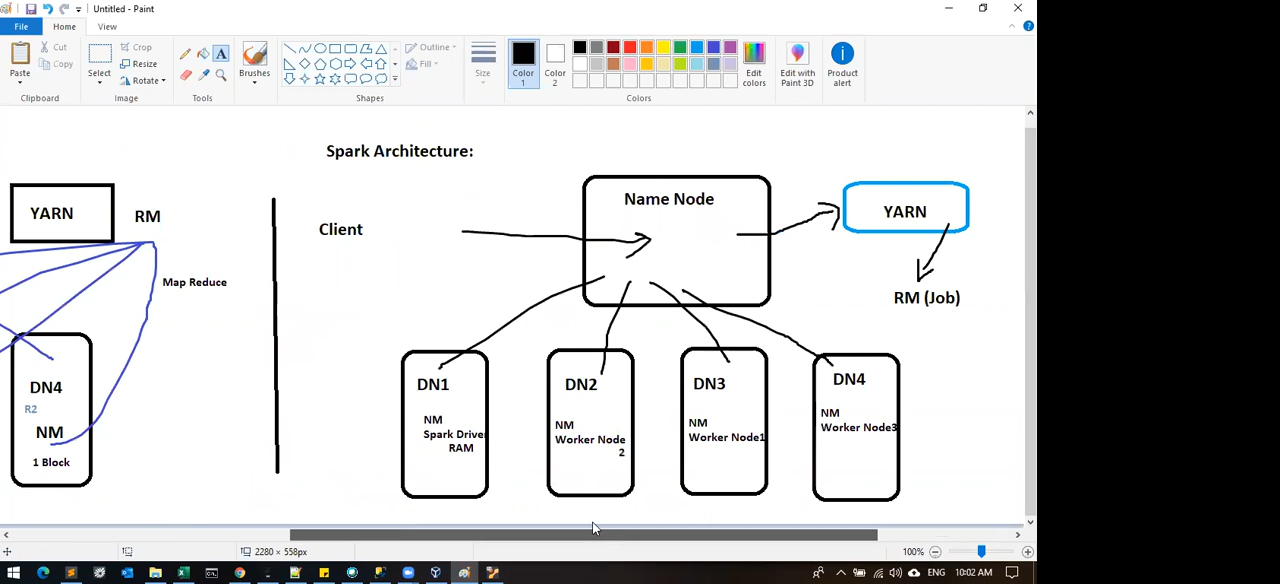 Untitled - Paint
File
Home
View
Paste
Cut
Copy
Clipboard
Select
Crop
Resize
Rotate
Image
A
Tools
Brushes
Outline
Fill
Shapes
Size
Color
1
Color
2
Edit
colors
Colors
Edit with
Paint 3D
Product
alert
Spark Architecture:
YARN
RM
Map Reduce
DN4
R2
NM
1 Block
Client
Name Node
YARN
RM (Job)
DN1
NM
Spark Driver
RAM
DN2
NM
Worker Node
2
DN3
NM
Worker Node1
DN4
NM
Worker Node3
2280 × 558px
100%
ENG
10:02 AM